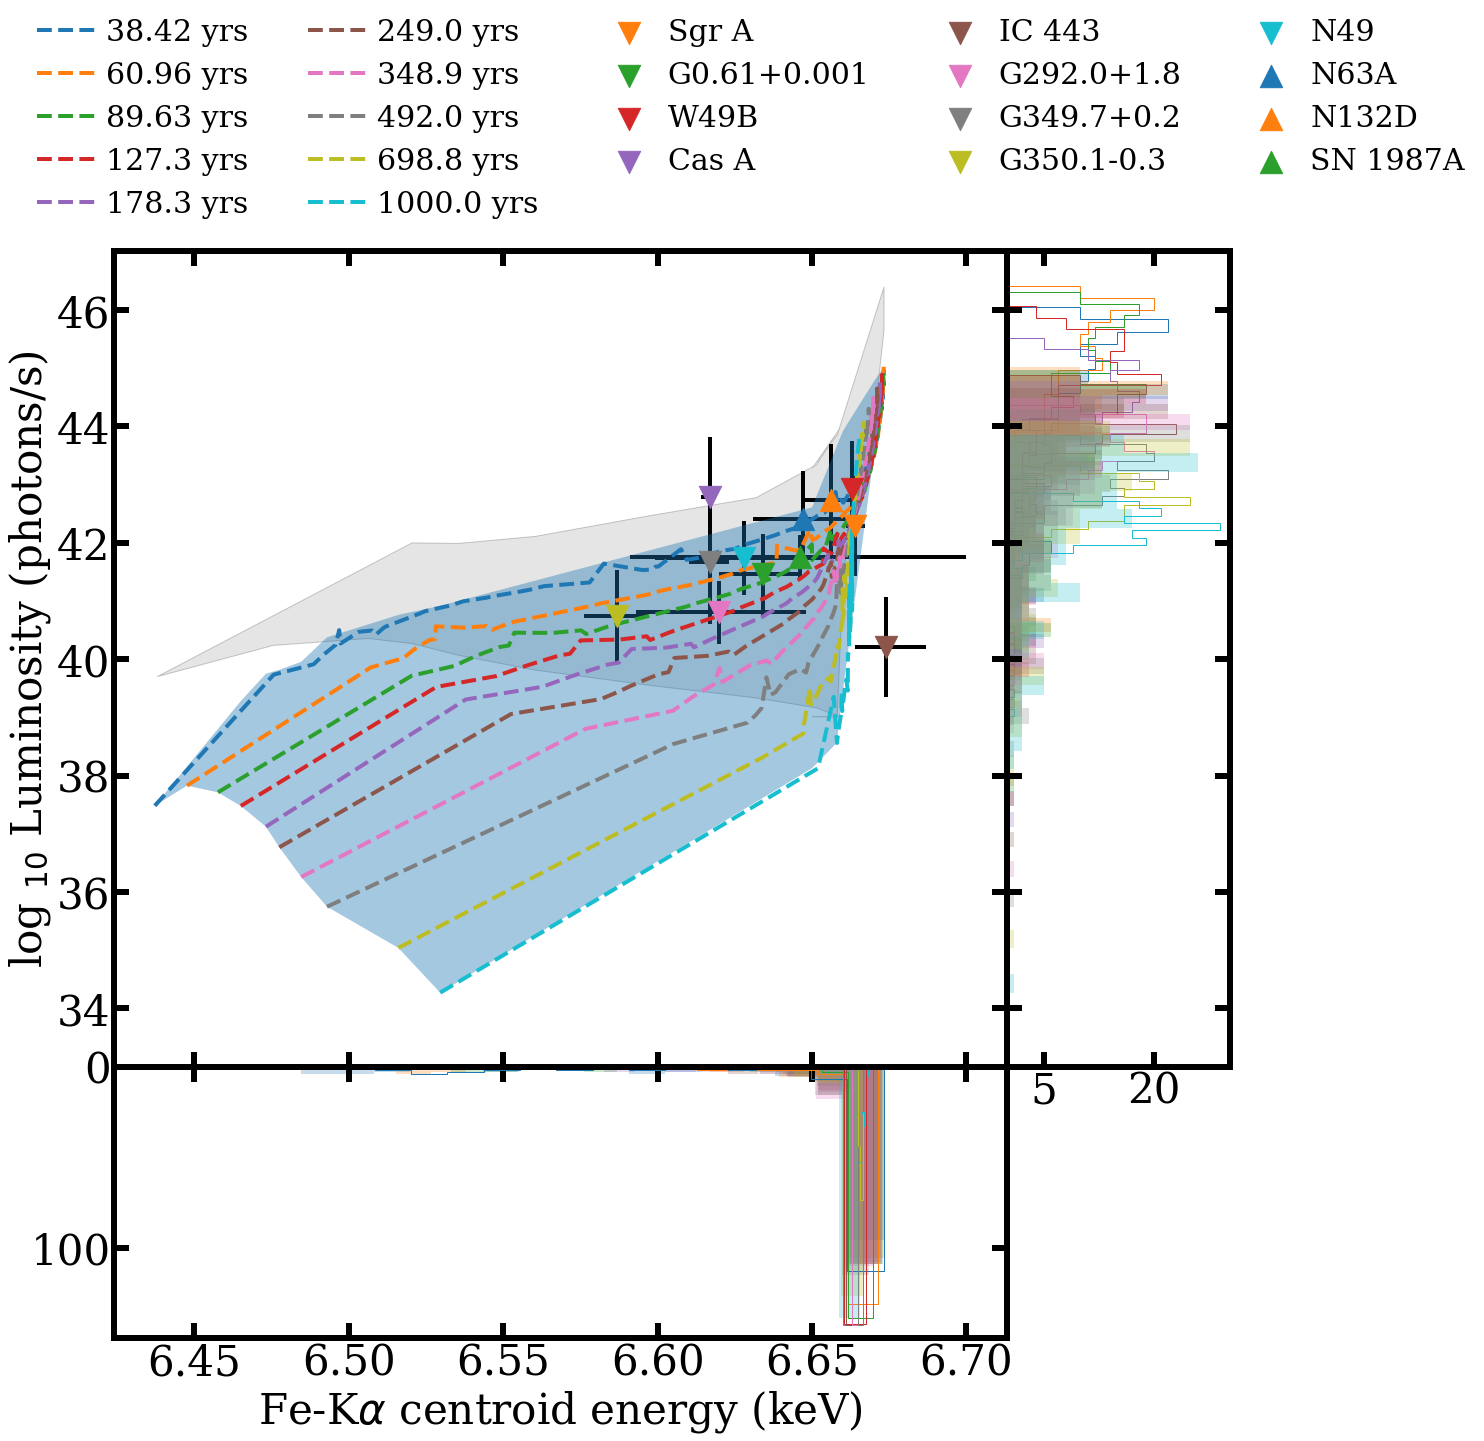 38.42 yrs 249.0 yrs Sgr A IC 443 N49
60.96 yrs 348.9 yrs G0.61+0.001 G292.0+1.8 N63A
89.63 yrs 492.0 yrs W49B G349.7+0.2 N132D
127.3 yrs 698.8 yrs Cas A G350.1-0.3 SN 1987A
178.3 yrs 1000.0 yrs
log 10 Luminosity (photons/s)
46
44
42
40
38
36
34
0
100
5 20
6.45 6.50 6.55 6.60 6.65 6.70
Fe-Kα centroid energy (keV)